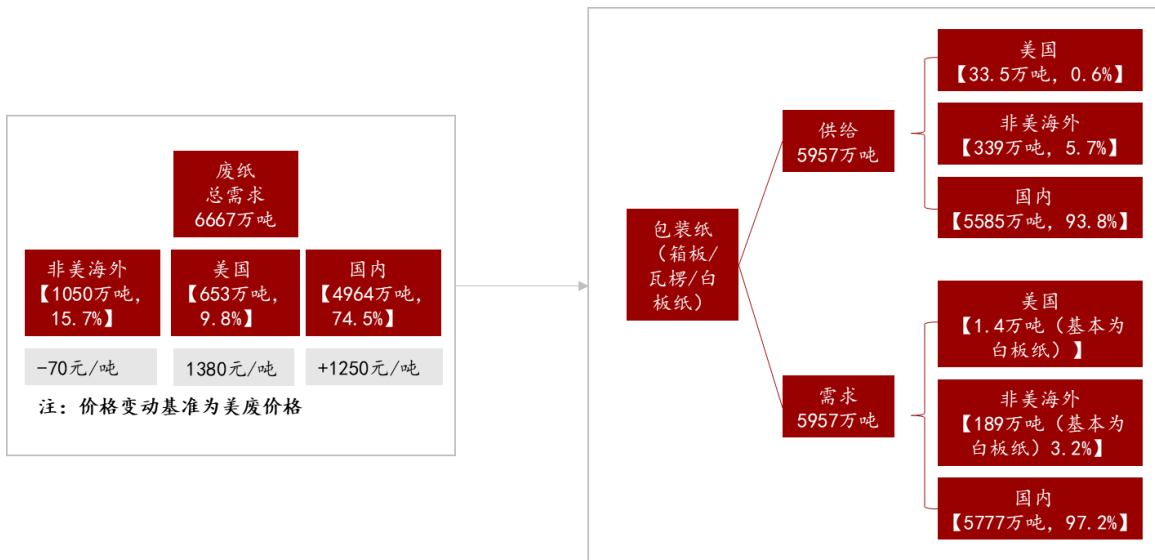 废纸
总需求
6667万吨
非美海外
【1050万吨,
15.7%】
美国
【653万吨,
9.8%】
国内
【4964万吨,
74.5%】
-70元/吨
1380元/吨
+1250元/吨
注：价格变动基准为美废价格
包装纸
（箱板/
瓦楞/白
板纸）
供给
5957万吨
美国
【33.5万吨, 0.6%】
非美海外
【339万吨, 5.7%】
国内
【5585万吨, 93.8%】
需求
5957万吨
美国
【1.4万吨（基本为
白板纸）】
非美海外
【189万吨（基本为
白板纸）3.2%】
国内
【5777万吨, 97.2%】